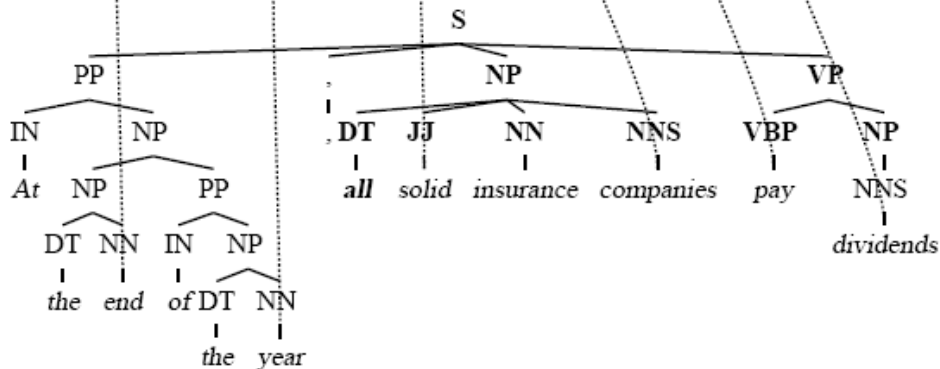 S
PP , NP VP
IN NP , DT JJ NN NNS VBP NP
At NP PP all solid insurance companies pay NNS
DT NN IN NP dividends
the end of DT NN
the year